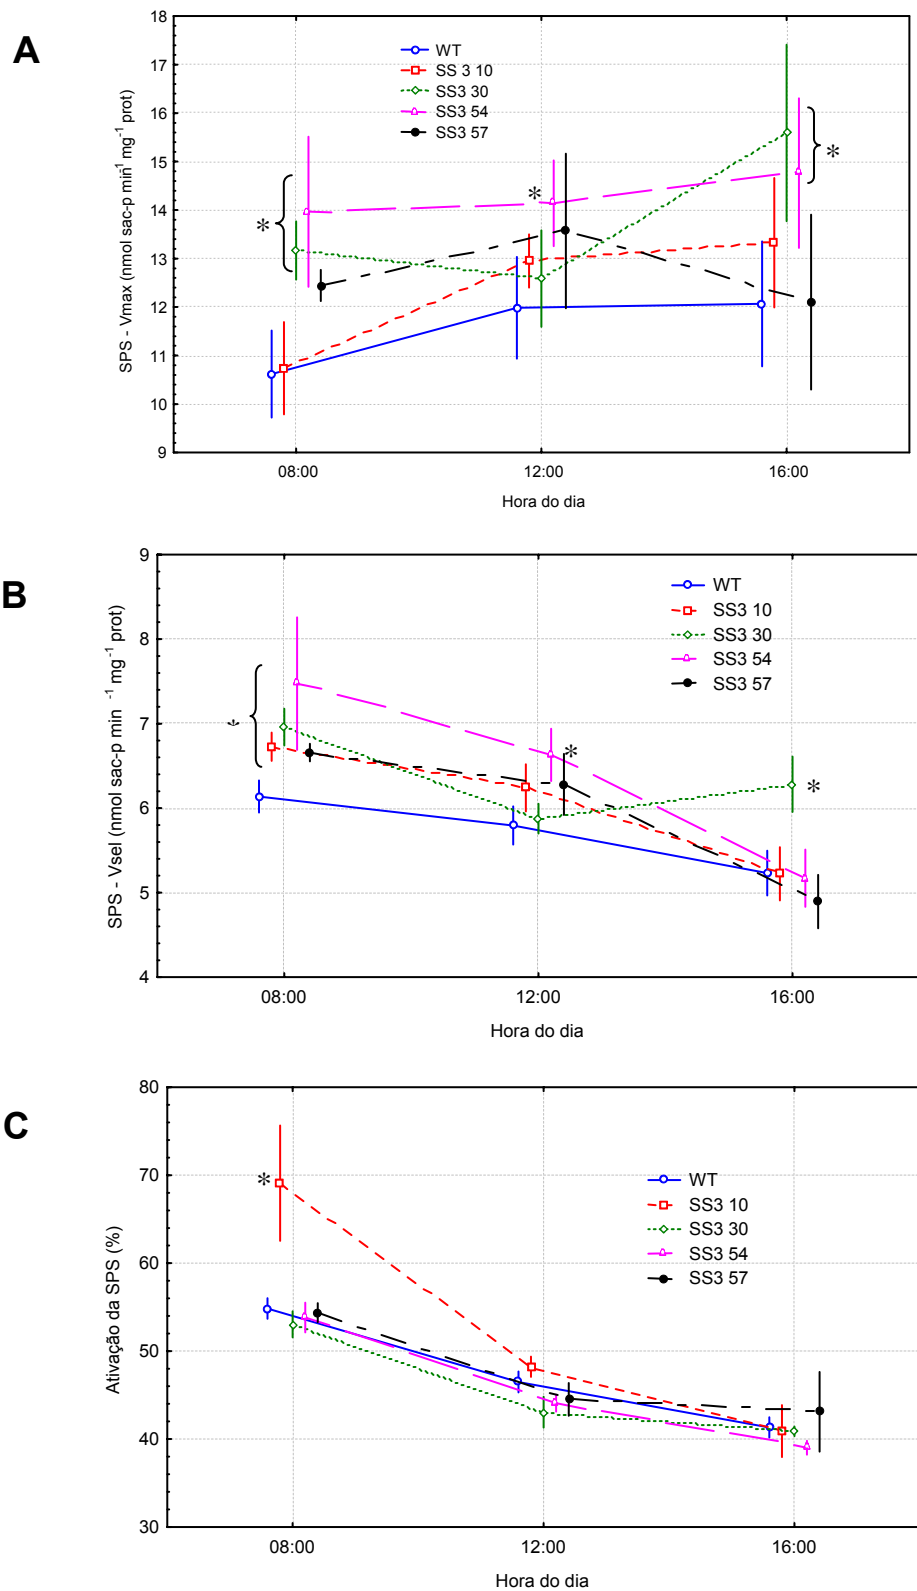 A
18
17
16
15
14
13
12
11
10
9
SPS - Vmax (nmol sac-p min-1 mg-1 prot)
WT
SS 3 10
SS3 30
SS3 54
SS3 57
*
*
*
08:00 12:00 16:00
Hora do dia
B
9
8
7
6
5
4
SPS - Vsel (nmol sac-p min -1 mg-1 prot)
WT
SS3 10
SS3 30
SS3 54
SS3 57
*
*
*
08:00 12:00 16:00
Hora do dia
C
80
70
60
50
40
30
Ativação da SPS (%)
WT
SS3 10
SS3 30
SS3 54
SS3 57
*
08:00 12:00 16:00
Hora do dia